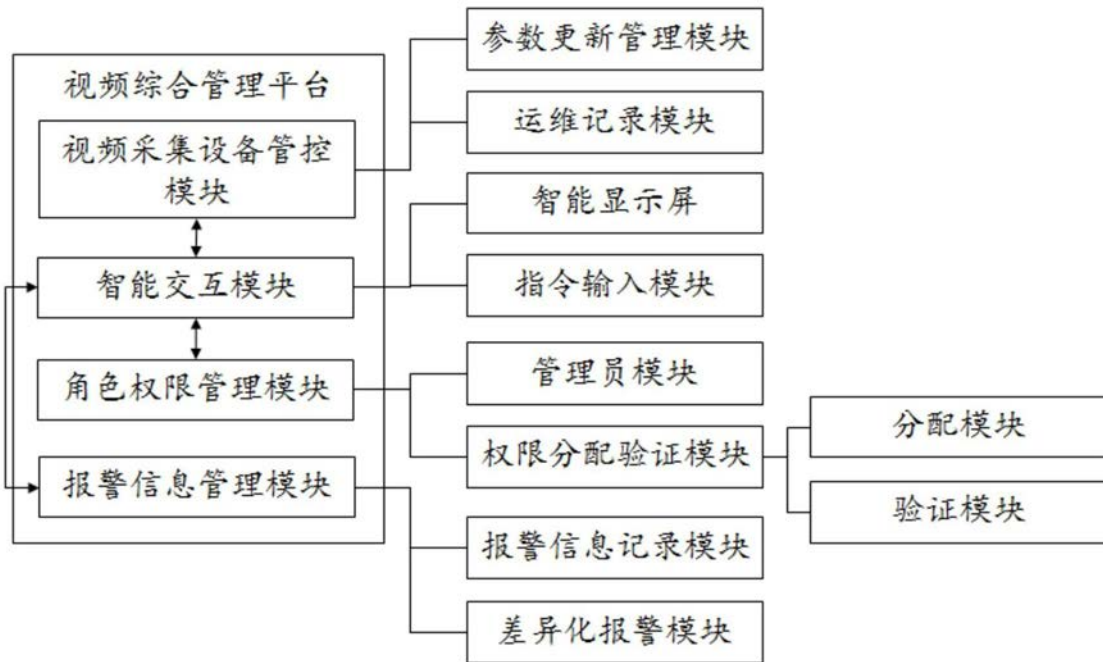 视频综合管理平台
视频采集设备管控
模块
智能交互模块
角色权限管理模块
报警信息管理模块
参数更新管理模块
运维记录模块
智能显示屏
指令输入模块
管理员模块
权限分配验证模块
报警信息记录模块
差异化报警模块
分配模块
验证模块